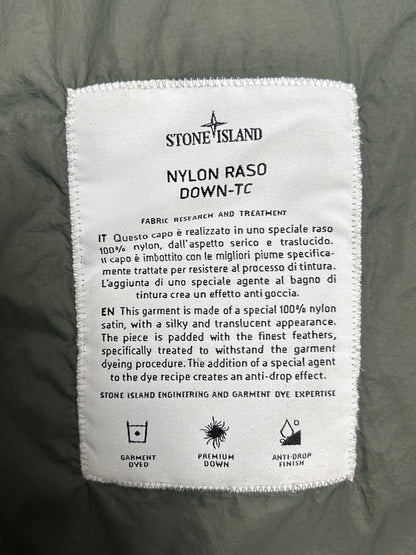 STONE ISLAND
NYLON RASO
DOWN-TC
FABRIC RESEARCH AND TREATMENT
IT Questo capo è realizzato in uno speciale raso
100% nylon, dall'aspetto serico e traslucido.
Il capo è imbottito con le migliori piume specifica-
mente trattate per resistere al processo di tintura.
L'aggiunta di uno speciale agente al bagno di
tintura crea un effetto anti goccia.
EN This garment is made of a special 100% nylon
satin, with a silky and translucent appearance.
The piece is padded with the finest feathers,
specifically treated to withstand the garment
dyeing procedure. The addition of a special agent
to the dye recipe creates an anti-drop effect.
STONE ISLAND ENGINEERING AND GARMENT DYE EXPERTISE
GARMENT
DYED
PREMIUM
DOWN
ANTI-DROP
FINISH